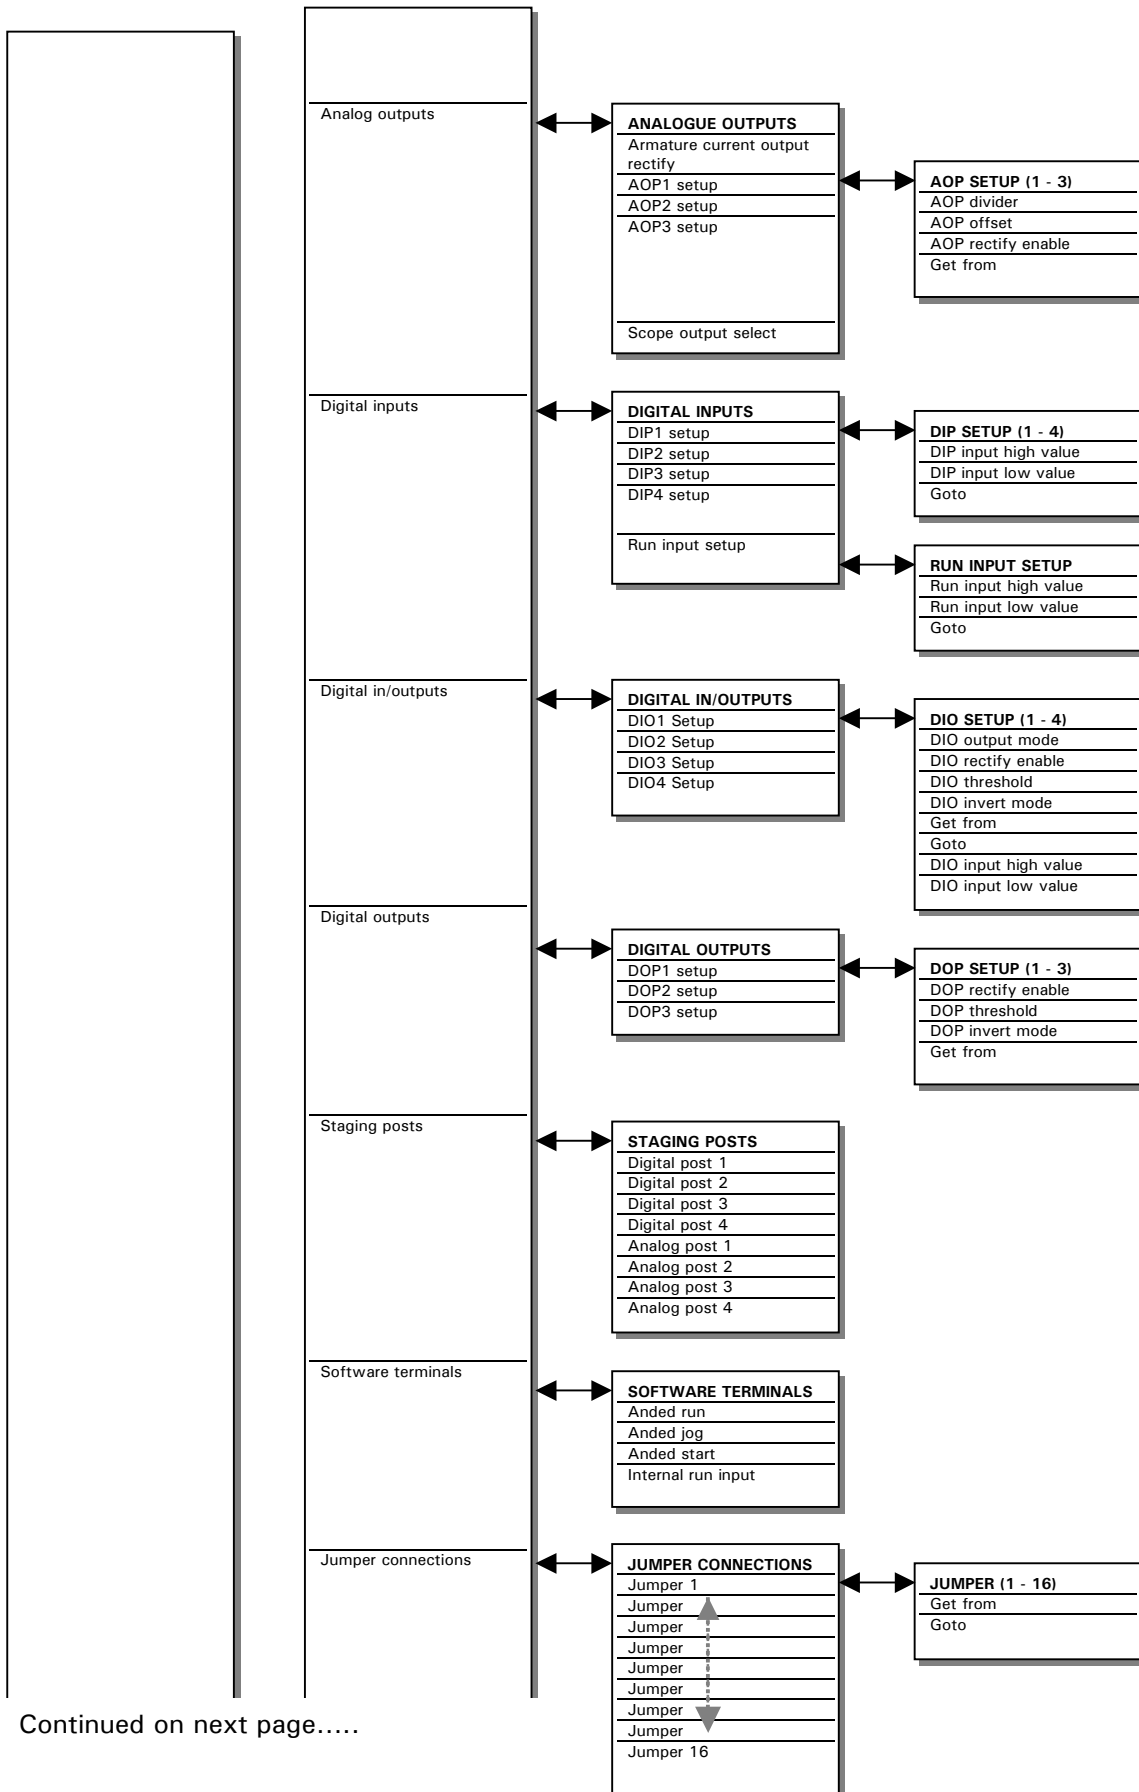 Analog outputs
ANALOGUE OUTPUTS
Armature current output
rectify
AOP1 setup
AOP2 setup
AOP3 setup
Scope output select
AOP SETUP (1 - 3)
AOP divider
AOP offset
AOP rectify enable
Get from
Digital inputs
DIGITAL INPUTS
DIP1 setup
DIP2 setup
DIP3 setup
DIP4 setup
Run input setup
DIP SETUP (1 - 4)
DIP input high value
DIP input low value
Goto
RUN INPUT SETUP
Run input high value
Run input low value
Goto
Digital in/outputs
DIGITAL IN/OUTPUTS
DIO1 Setup
DIO2 Setup
DIO3 Setup
DIO4 Setup
DIO SETUP (1 - 4)
DIO output mode
DIO rectify enable
DIO threshold
DIO invert mode
Get from
Goto
DIO input high value
DIO input low value
Digital outputs
DIGITAL OUTPUTS
DOP1 setup
DOP2 setup
DOP3 setup
DOP SETUP (1 - 3)
DOP rectify enable
DOP threshold
DOP invert mode
Get from
Staging posts
STAGING POSTS
Digital post 1
Digital post 2
Digital post 3
Digital post 4
Analog post 1
Analog post 2
Analog post 3
Analog post 4
Software terminals
SOFTWARE TERMINALS
Anded run
Anded jog
Anded start
Internal run input
Jumper connections
JUMPER CONNECTIONS
Jumper 1
Jumper
Jumper
Jumper
Jumper
Jumper
Jumper
Jumper
Jumper 16
JUMPER (1 - 16)
Get from
Goto
Continued on next page.....